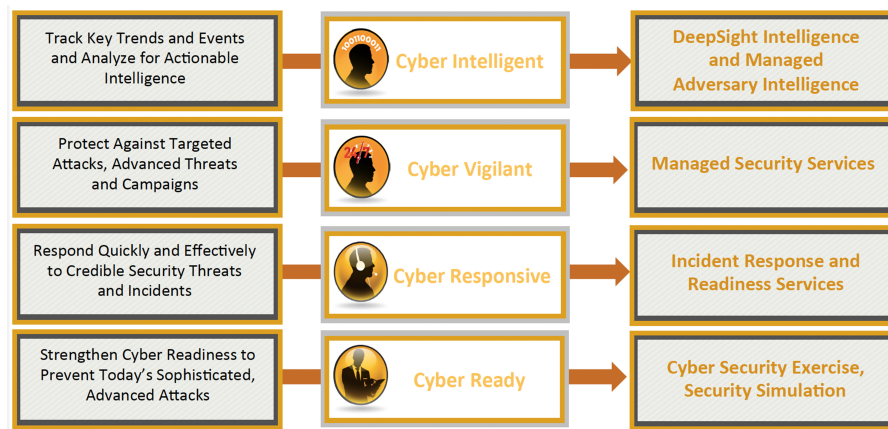 Track Key Trends and Events
and Analyze for Actionable
Intelligence
1001100011
Cyber Intelligent
DeepSight Intelligence
and Managed
Adversary Intelligence
Protect Against Targeted
Attacks, Advanced Threats
and Campaigns
24/7
Cyber Vigilant
Managed Security Services
Respond Quickly and Effectively
to Credible Security Threats
and Incidents
Cyber Responsive
Incident Response and
Readiness Services
Strengthen Cyber Readiness to
Prevent Today's Sophisticated,
Advanced Attacks
Cyber Ready
Cyber Security Exercise,
Security Simulation